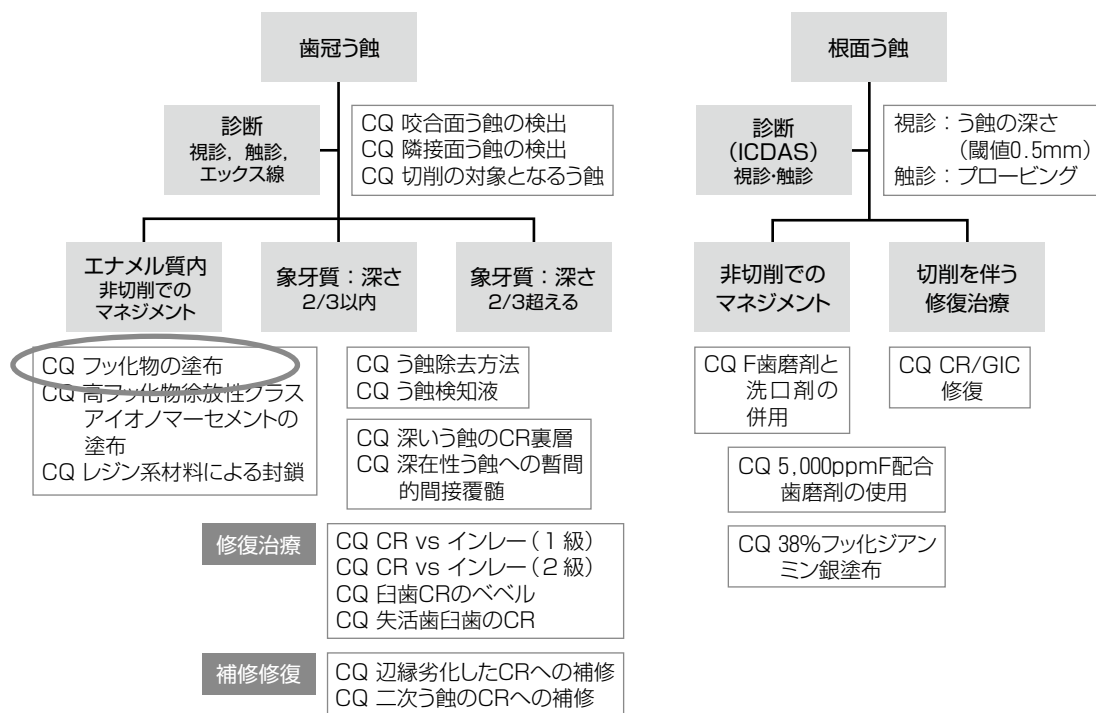 歯冠う蝕
診断
視診，触診，
エックス線
CQ 咬合面う蝕の検出
CQ 隣接面う蝕の検出
CQ 切削の対象となるう蝕
エナメル質内
非切削での
マネジメント
象牙質：深さ
2/3以内
象牙質：深さ
2/3超える
CQ フッ化物の塗布
CQ 高フッ化物徐放性グラス
アイオノマーセメントの
塗布
CQ レジン系材料による封鎖
CQ う蝕除去方法
CQ う蝕検知液
CQ 深いう蝕のCR裏層
CQ 深在性う蝕への暫間
的間接覆髄
修復治療
CQ CR vs インレー（1級）
CQ CR vs インレー（2級）
CQ 臼歯CRのベベル
CQ 失活歯臼歯のCR
補修修復
CQ 辺縁劣化したCRへの補修
CQ 二次う蝕のCRへの補修
根面う蝕
診断
（ICDAS）
視診・触診
視診：う蝕の深さ
（閾値0.5mm）
触診：プロービング
非切削での
マネジメント
切削を伴う
修復治療
CQ F歯磨剤と
洗口剤の
併用
CQ CR/GIC
修復
CQ 5,000ppmF配合
歯磨剤の使用
CQ 38%フッ化ジアン
ミン銀塗布